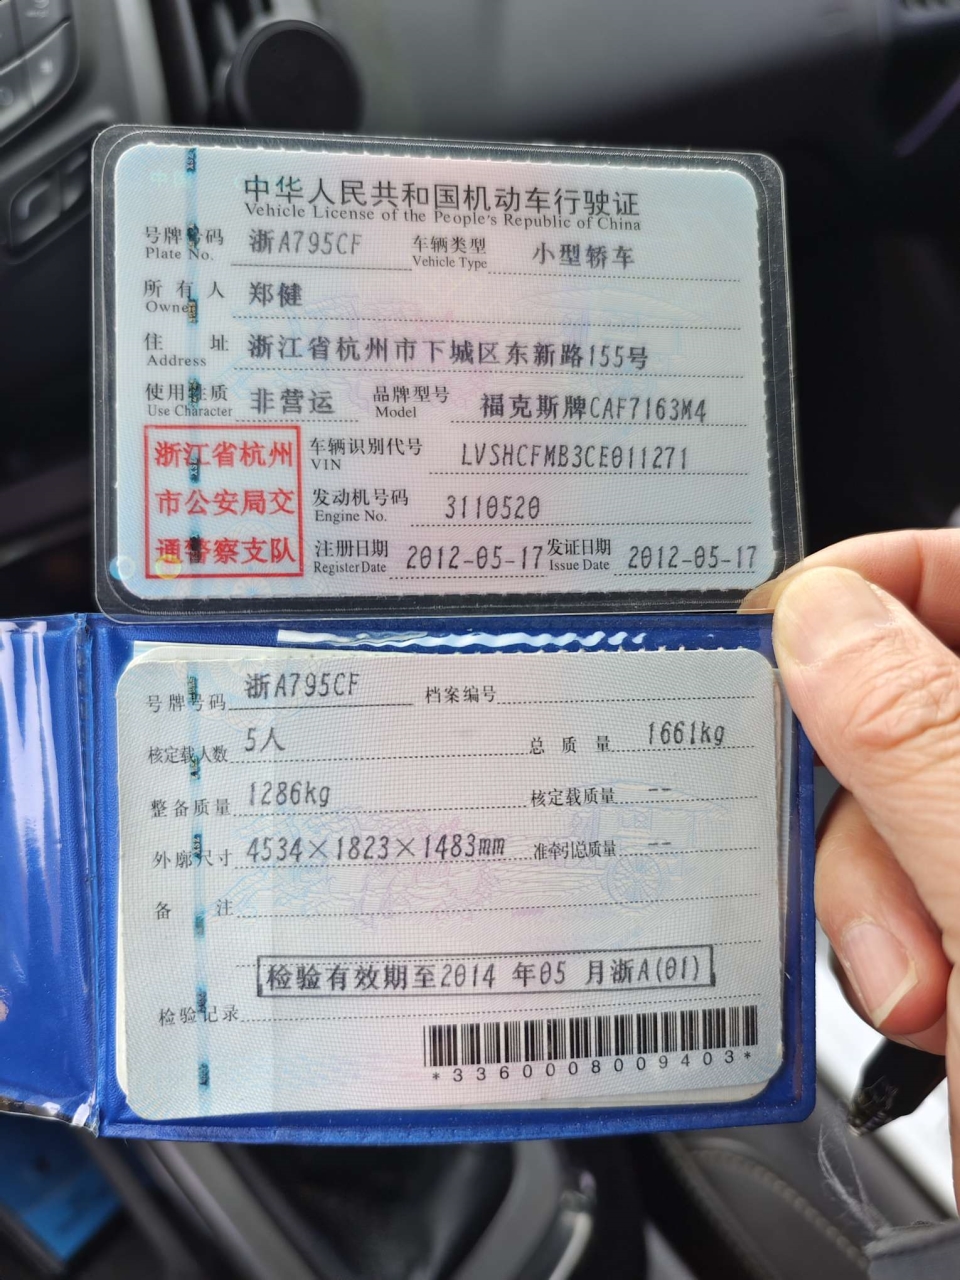 中华人民共和国机动车行驶证
Vehicle License of the People's Republic of China
号牌号码 浙A795CF 车辆类型 小型轿车
Plate No. Vehicle Type
所有人 郑健
Owner
住址 浙江省杭州市下城区东新路155号
Address
使用性质 非营运 品牌型号 福克斯牌CAF7163M4
Use Character Model
浙江省杭州
市公安局交
通警察支队
车辆识别代号 LVSHCFMB3CE011271
VIN
发动机号码 3110520
Engine No.
注册日期 2012-05-17 发证日期 2012-05-17
Register Date Issue Date
号牌号码 浙A795CF 档案编号
核定载人数 5人 总质量 1661kg
整备质量 1286kg 核定载质量 --
外廓尺寸 4534×1823×1483mm 准牵引总质量 --
备注
检验有效期至2014 年05 月浙A(01)
检验记录
*3360008009403*